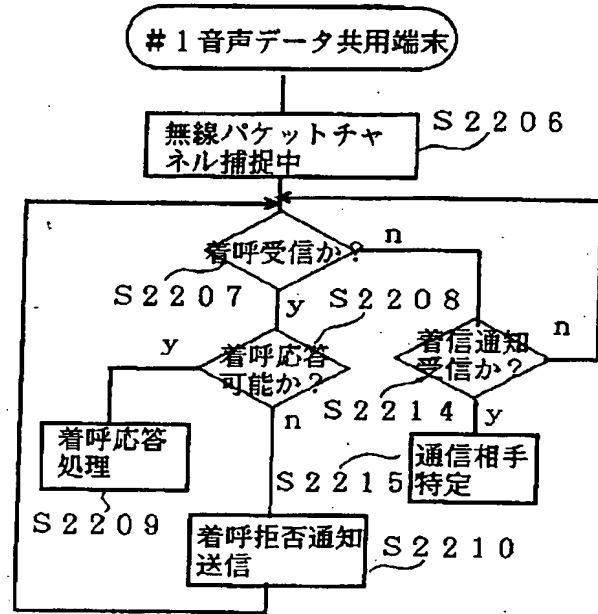 #1音声データ共用端末
無線パケットチャ
ネル捕捉中
S2206
着呼受信か?
n
S2207
y
S2208
着呼応答
可能か?
y
n
着信通知
受信か?
n
S2214
y
着呼応答
処理
S2209
通信相手
特定
S2215
着呼拒否通知
送信
S2210